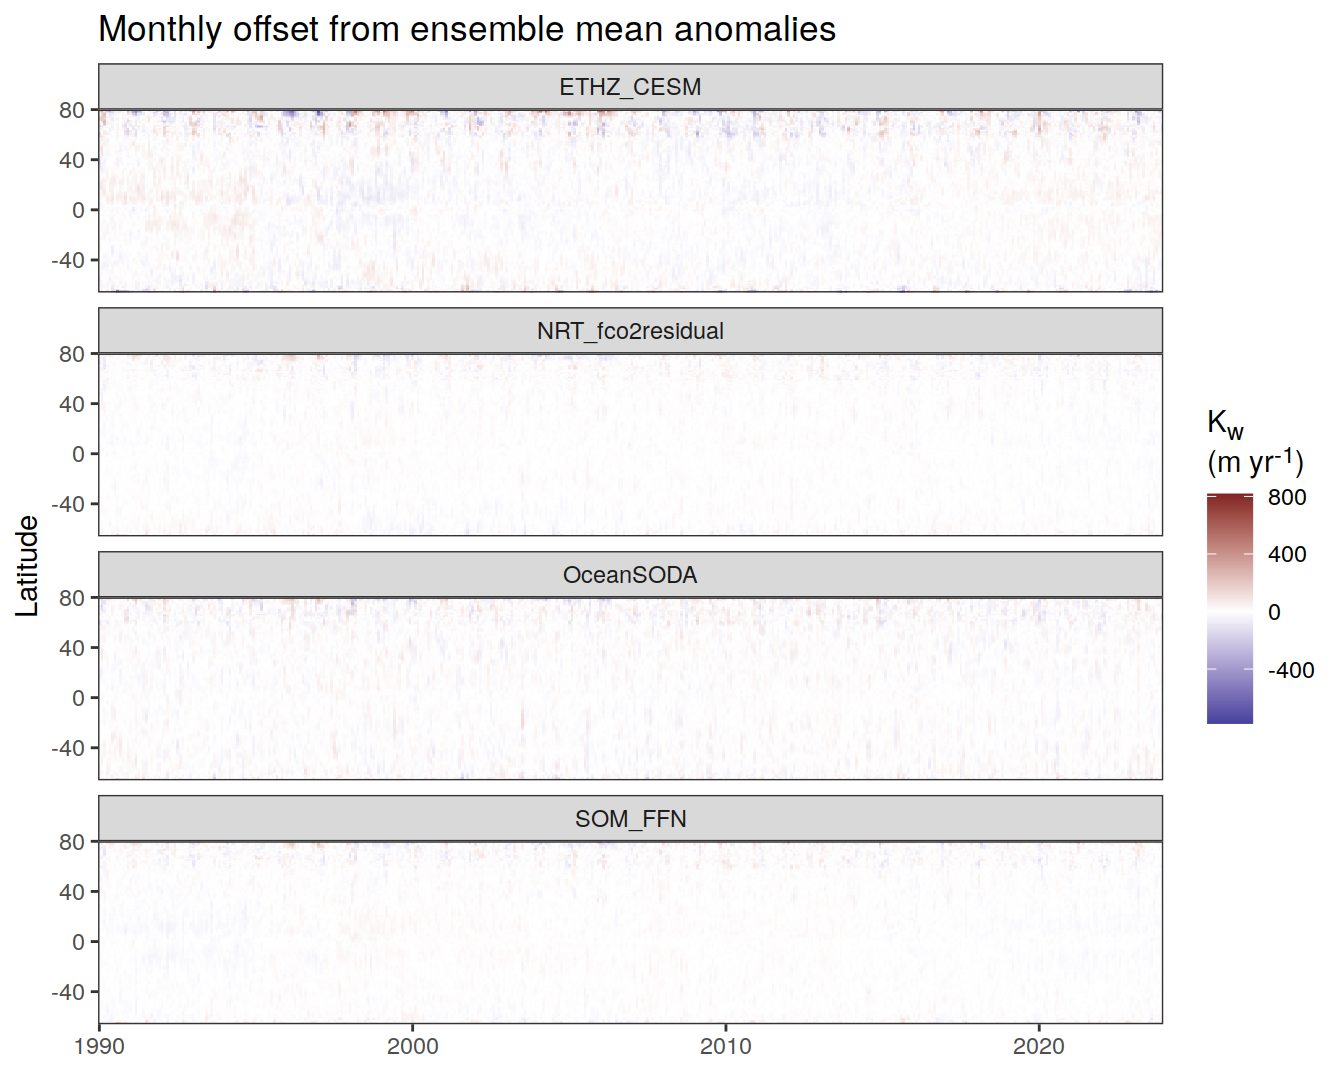 Monthly offset from ensemble mean anomalies
ETHZ_CESM
80
40
0
-40
NRT_fco2residual
80
40
0
-40
OceanSODA
80
40
0
-40
SOM_FFN
80
40
0
-40
1990 2000 2010 2020
Latitude
Kw
(m yr-1)
800
400
0
-400